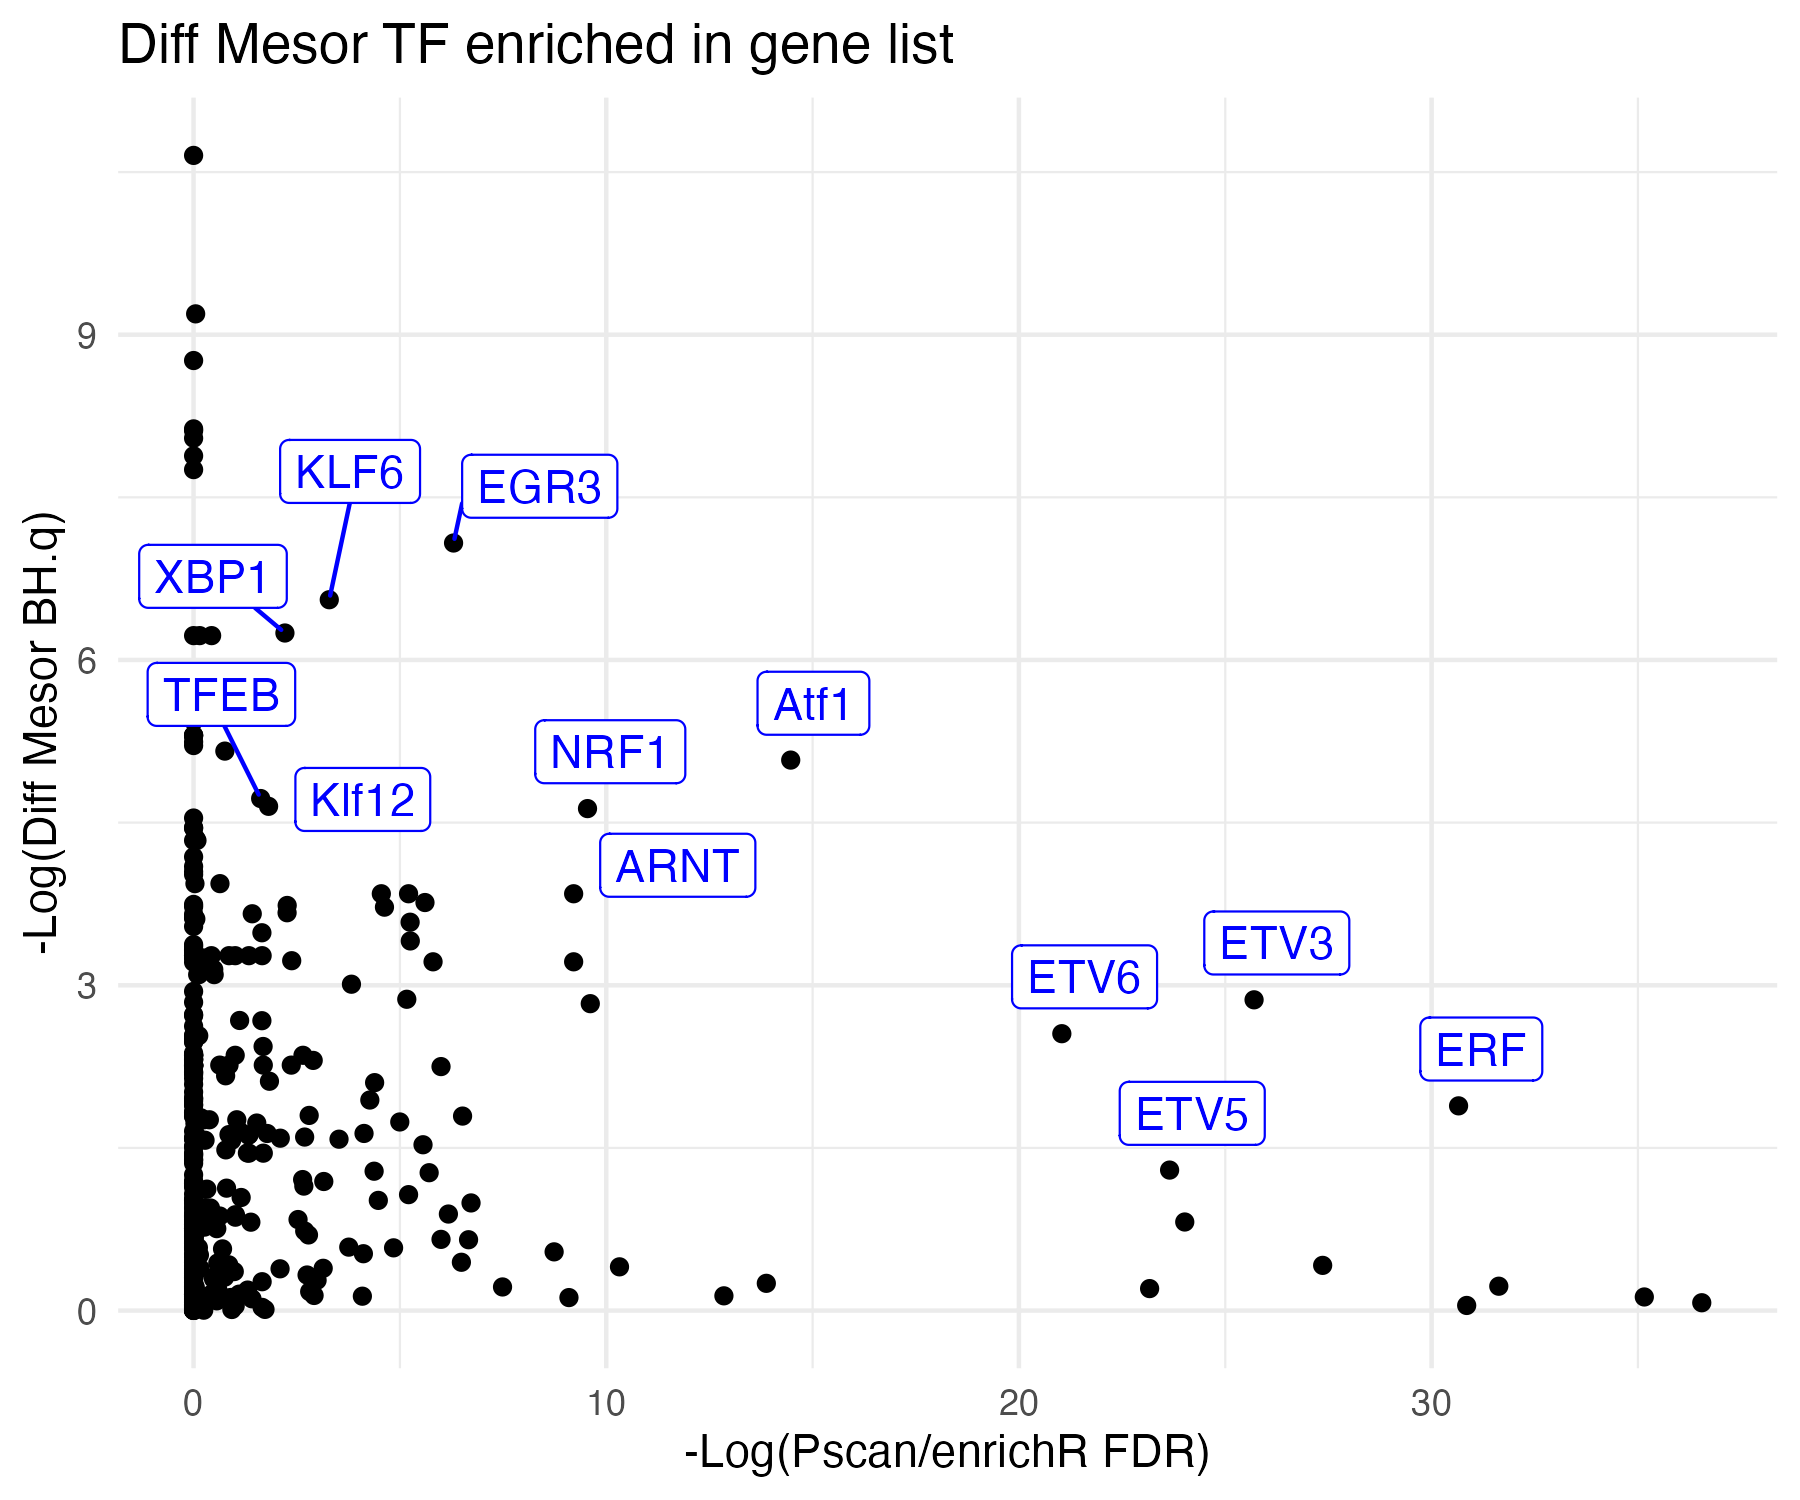 Diff Mesor TF enriched in gene list
-Log(Diff Mesor BH.q)
9
6
3
0
KLF6
EGR3
XBP1
TFEB
Atf1
NRF1
Klf12
ARNT
ETV3
ETV6
ERF
ETV5
0
10
20
30
-Log(Pscan/enrichR FDR)